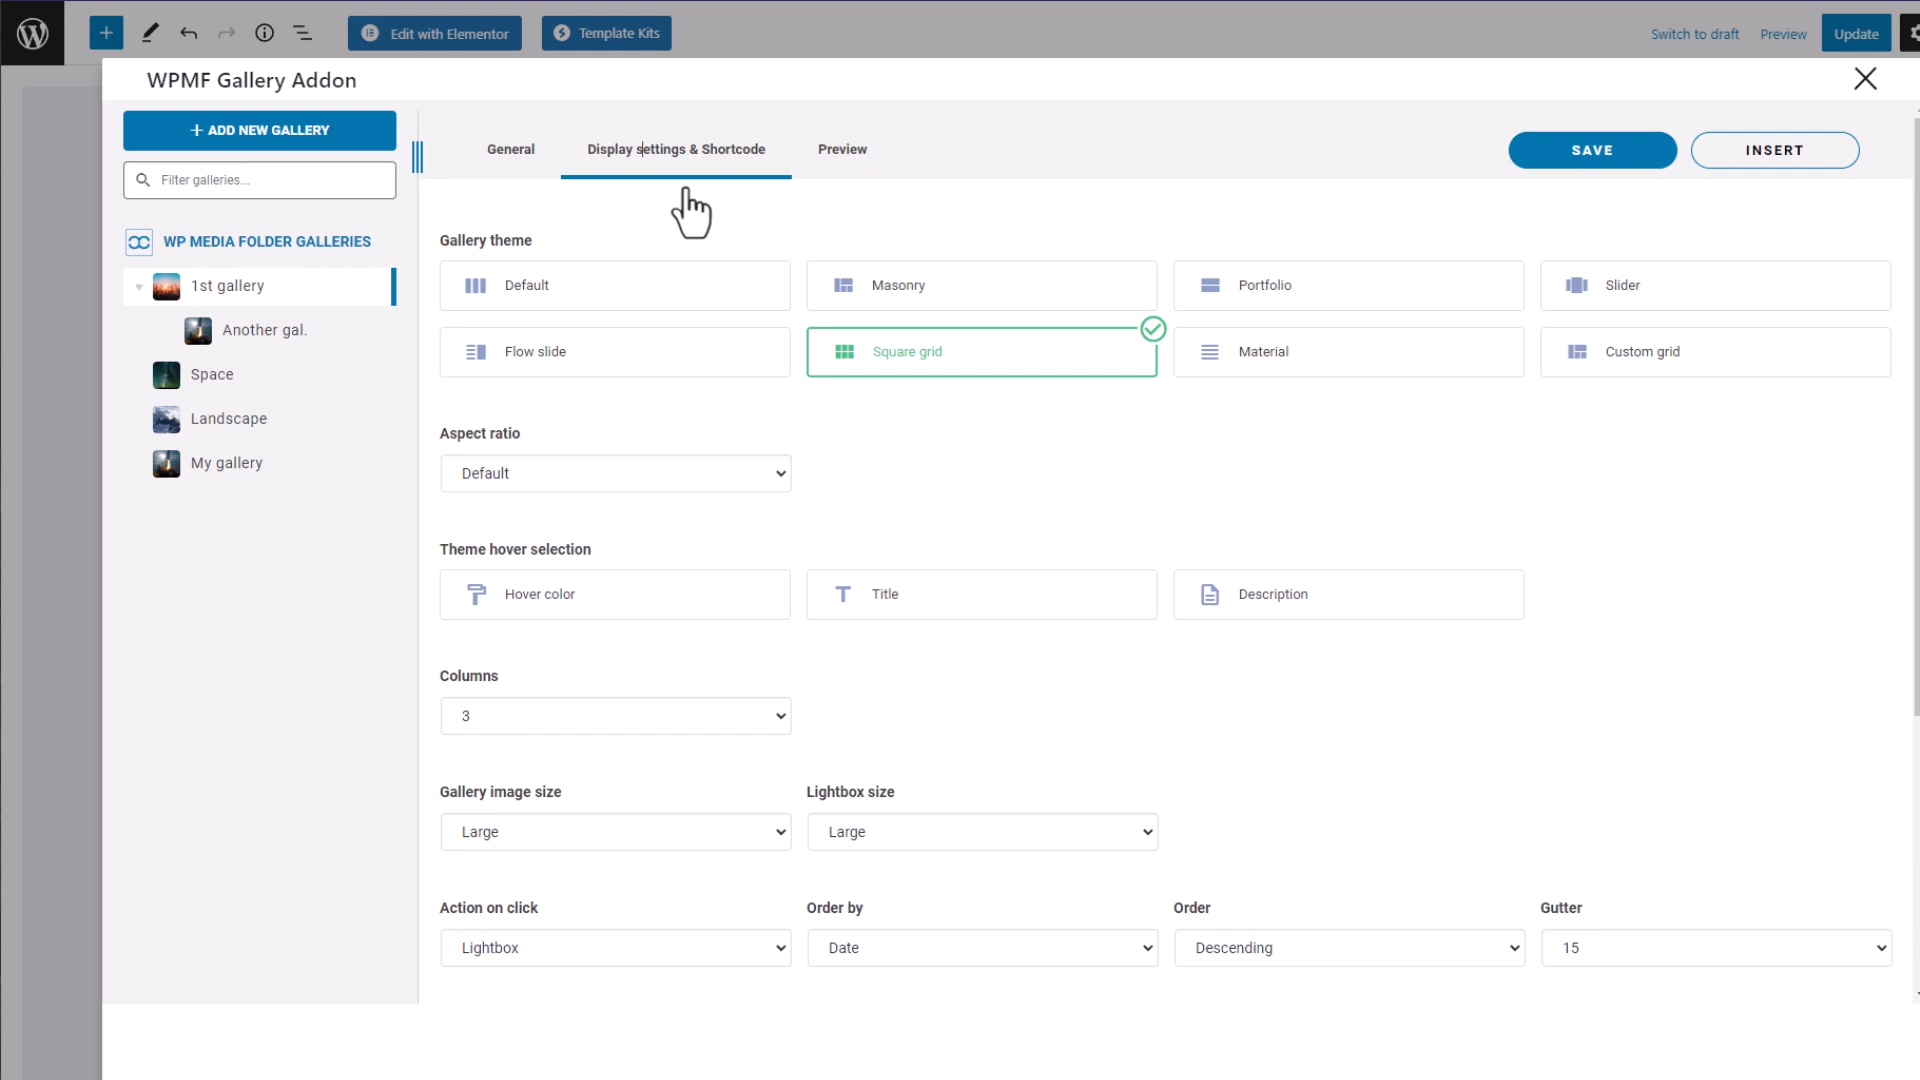 Edit with Elementor
Template Kits
Switch to draft
Preview
Update
WPMF Gallery Addon
ADD NEW GALLERY
Filter galleries...
WP MEDIA FOLDER GALLERIES
1st gallery
Another gal.
Space
Landscape
My gallery
General
Display settings & Shortcode
Preview
SAVE
INSERT
Gallery theme
Default
Masonry
Portfolio
Slider
Flow slide
Square grid
Material
Custom grid
Aspect ratio
Default
Theme hover selection
Hover color
Title
Description
Columns
3
Gallery image size
Lightbox size
Large
Large
Action on click
Order by
Order
Gutter
Lightbox
Date
Descending
15